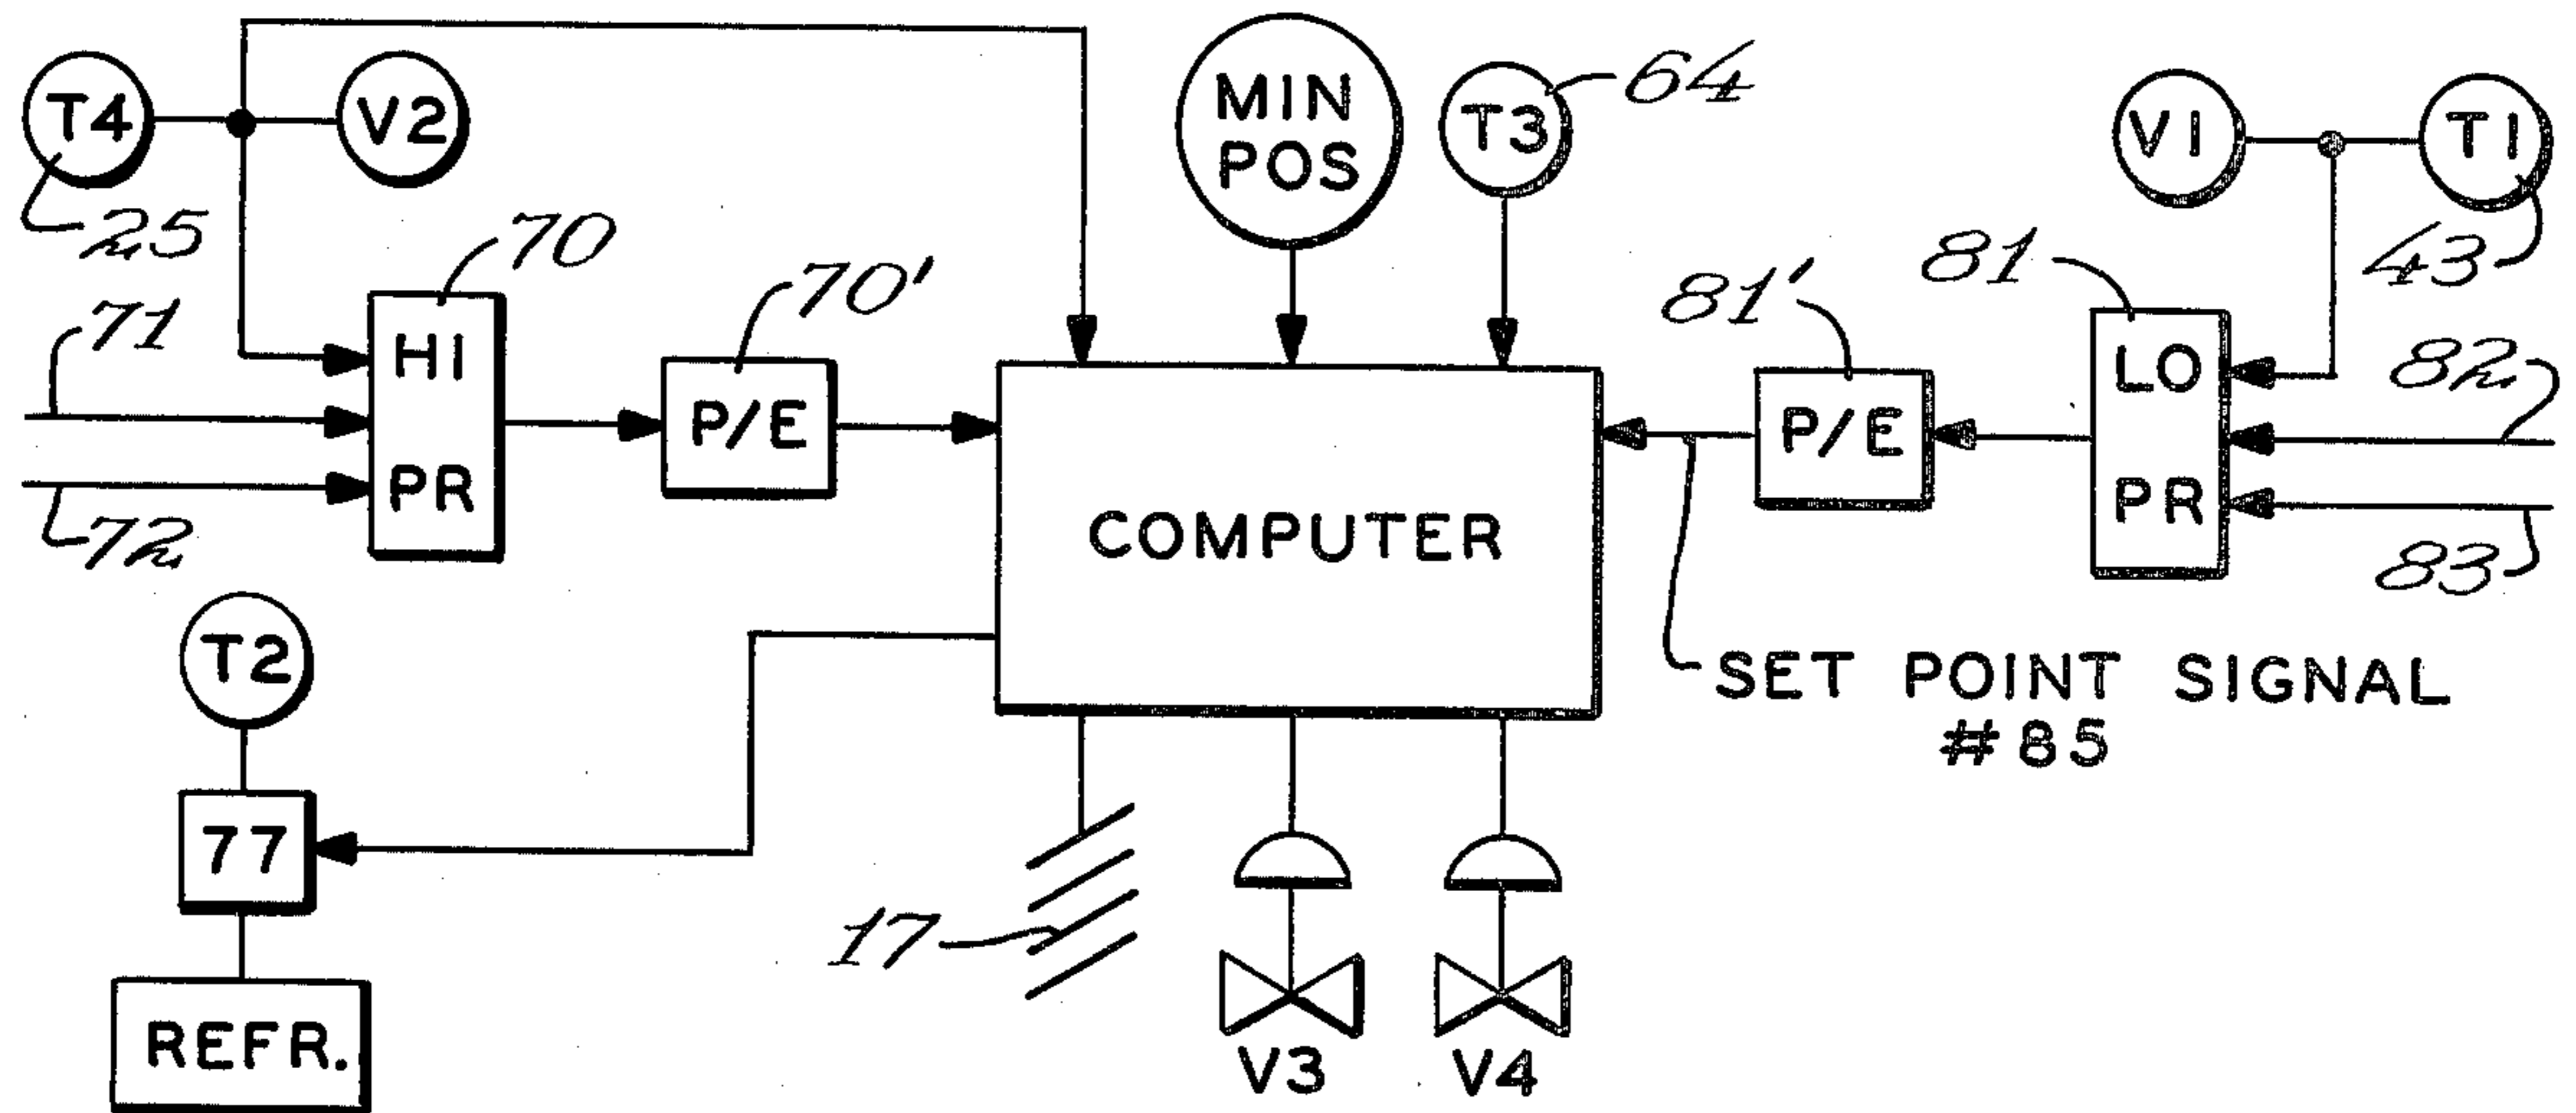 T4
V2
MIN
POS
T3
64
V1
T1
25
70
43
71
HI
PR
70'
P/E
81'
81
P/E
LO
PR
82
83
72
COMPUTER
SET POINT SIGNAL
#85
T2
77
17
REFR.
V3
V4